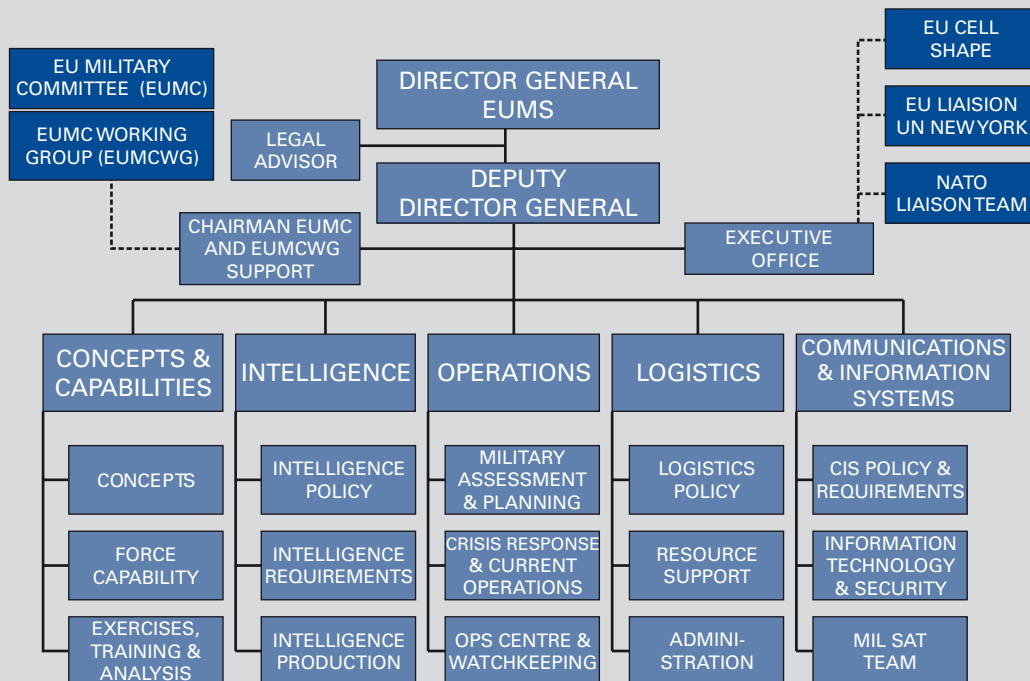 EU MILITARY
COMMITTEE (EUMC)
EUMC WORKING
GROUP (EUMCWG)
DIRECTOR GENERAL
EUMS
LEGAL
ADVISOR
DEPUTY
DIRECTOR GENERAL
EU CELL
SHAPE
EU LIAISION
UN NEW YORK
NATO
LIAISON TEAM
CHAIRMAN EUMC
AND EUMCWG
SUPPORT
EXECUTIVE
OFFICE
CONCEPTS &
CAPABILITIES
INTELLIGENCE
OPERATIONS
LOGISTICS
COMMUNICATIONS
& INFORMATION
SYSTEMS
CONCEPTS
INTELLIGENCE
POLICY
MILITARY
ASSESSMENT
& PLANNING
LOGISTICS
POLICY
CIS POLICY &
REQUIREMENTS
FORCE
CAPABILITY
INTELLIGENCE
REQUIREMENTS
CRISIS RESPONSE
& CURRENT
OPERATIONS
RESOURCE
SUPPORT
INFORMATION
TECHNOLOGY
& SECURITY
EXERCISES,
TRAINING &
ANALYSIS
INTELLIGENCE
PRODUCTION
OPS CENTRE &
WATCHKEEPING
ADMINI-
STRATION
MIL SAT
TEAM